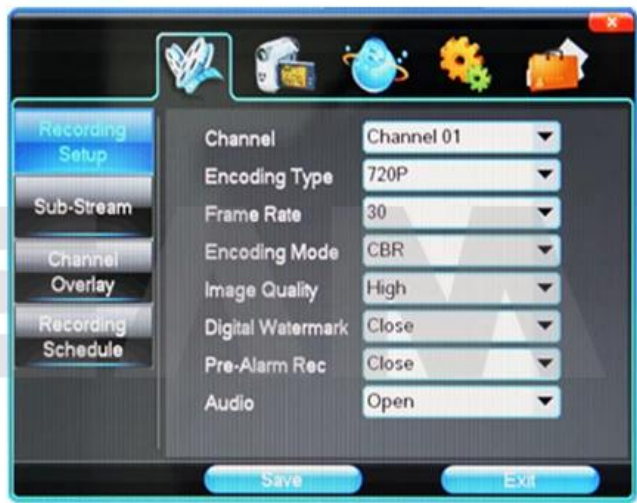 Recording
Setup
Sub-Stream
Channel
Overlay
Recording
Schedule
Channel Channel 01
Encoding Type 720P
Frame Rate 30
Encoding Mode CBR
Image Quality High
Digital Watermark Close
Pre-Alarm Rec Close
Audio Open
Save Exit